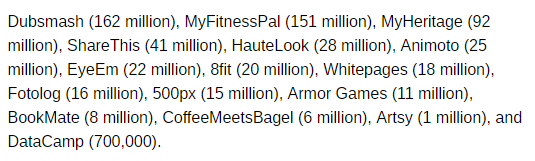 Dubsmash (162 million), MyFitnessPal (151 million), MyHeritage (92
million), ShareThis (41 million), HauteLook (28 million), Animoto (25
million), EyeEm (22 million), 8fit (20 million), Whitepages (18 million),
Fotolog (16 million), 500px (15 million), Armor Games (11 million),
BookMate (8 million), CoffeeMeetsBagel (6 million), Artsy (1 million), and
DataCamp (700,000).